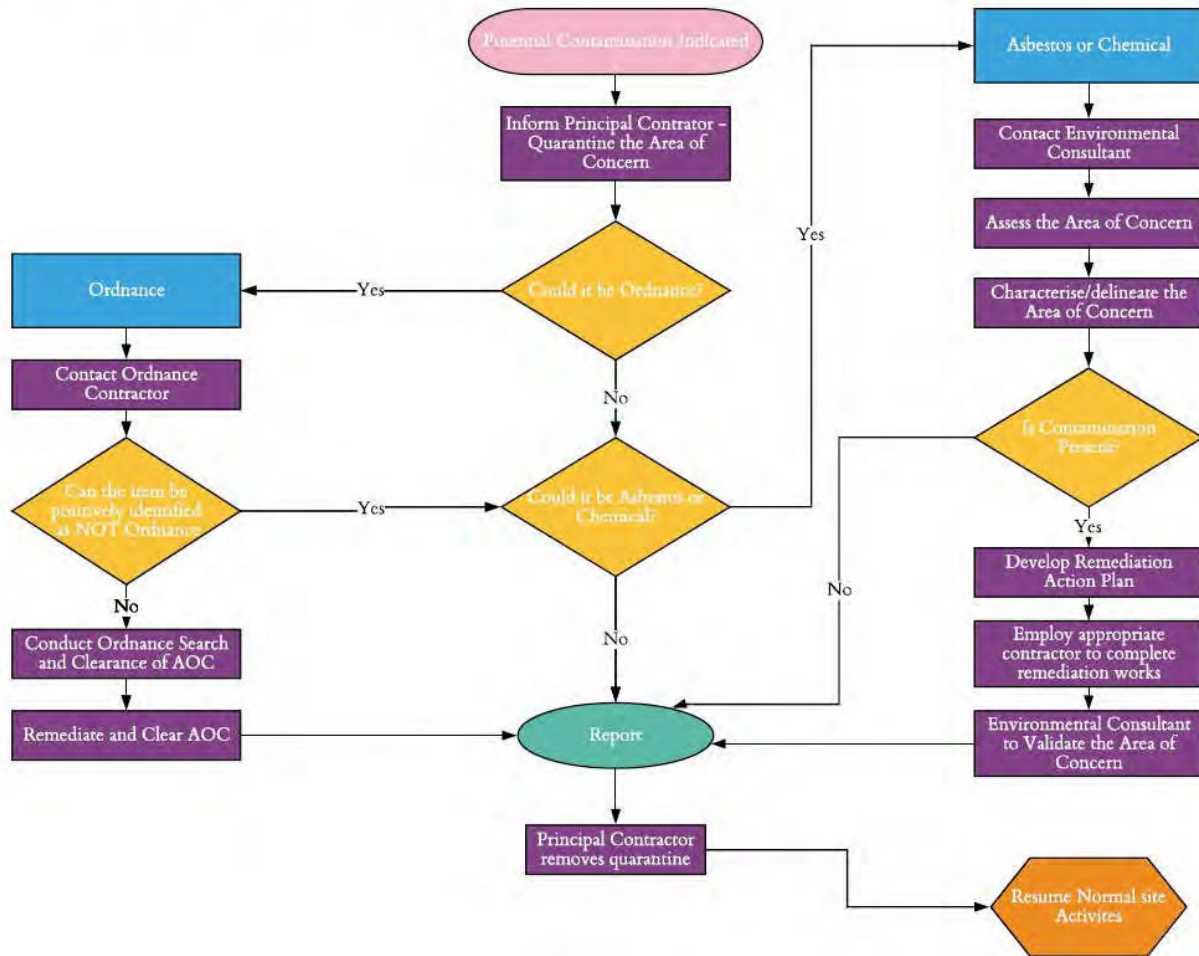 Potential Contamination Indicated
Inform Principal Contrator -
Quarantine the Area of
Concern
Could it be Ordnance?
Yes
No
Ordnance
Contact Ordnance
Contractor
Can the item be
positively identified
as NOT Ordnance
Yes
No
Conduct Ordnance Search
and Clearance of AOC
Remediate and Clear AOC
Could it be Asbestos or
Chemical?
Yes
No
Asbestos or Chemical
Contact Environmental
Consultant
Assess the Area of Concern
Characterise/delineate the
Area of Concern
Is Contamination
Present?
No
Yes
Develop Remediation
Action Plan
Employ appropriate
contractor to complete
remediation works
Environmental Consultant
to Validate the Area of
Concern
Report
Principal Contractor
removes quarantine
Resume Normal site
Activites